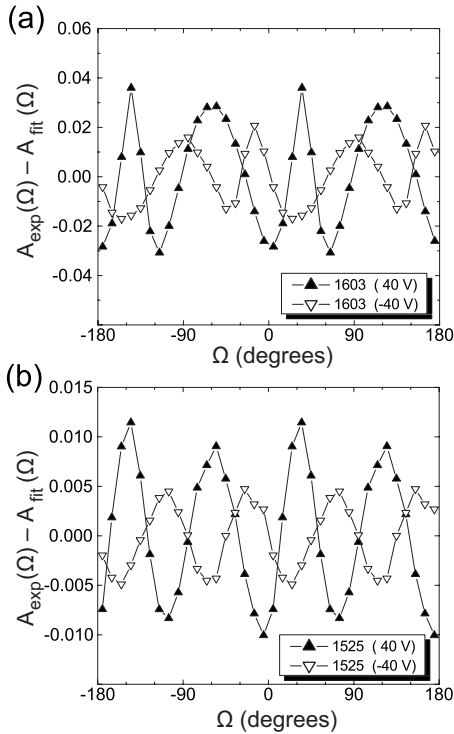 (a)
0.06
0.04
0.02
0.00
-0.02
-0.04
A_exp(Ω) − A_fit(Ω)
1603 ( 40 V)
1603 (-40 V)
-180 -90 0 90 180
Ω (degrees)
(b)
0.015
0.010
0.005
0.000
-0.005
-0.010
A_exp(Ω) − A_fit(Ω)
1525 ( 40 V)
1525 (-40 V)
-180 -90 0 90 180
Ω (degrees)